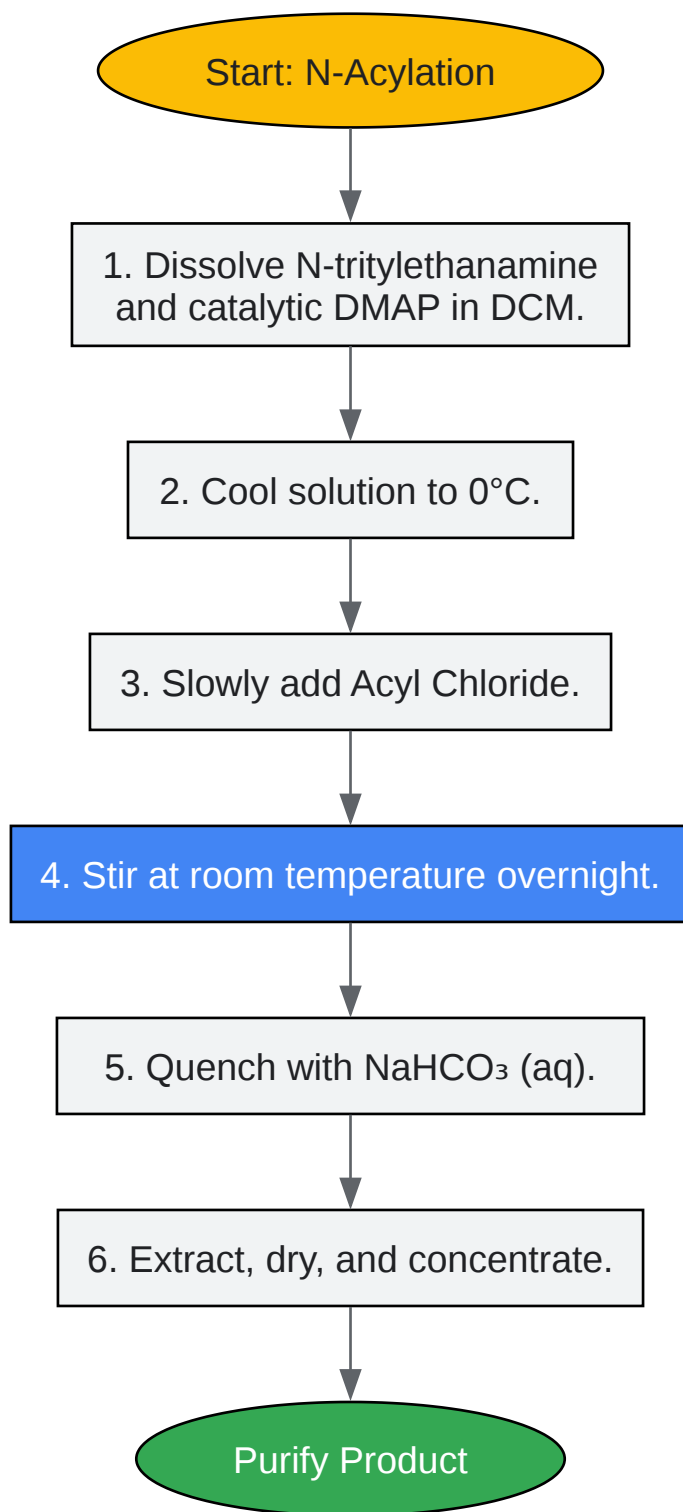 Start: N-Acylation
1. Dissolve N-tritylethanamine
and catalytic DMAP in DCM.
2. Cool solution to 0°C.
3. Slowly add Acyl Chloride.
4. Stir at room temperature overnight.
5. Quench with NaHCO₃ (aq).
6. Extract, dry, and concentrate.
Purify Product